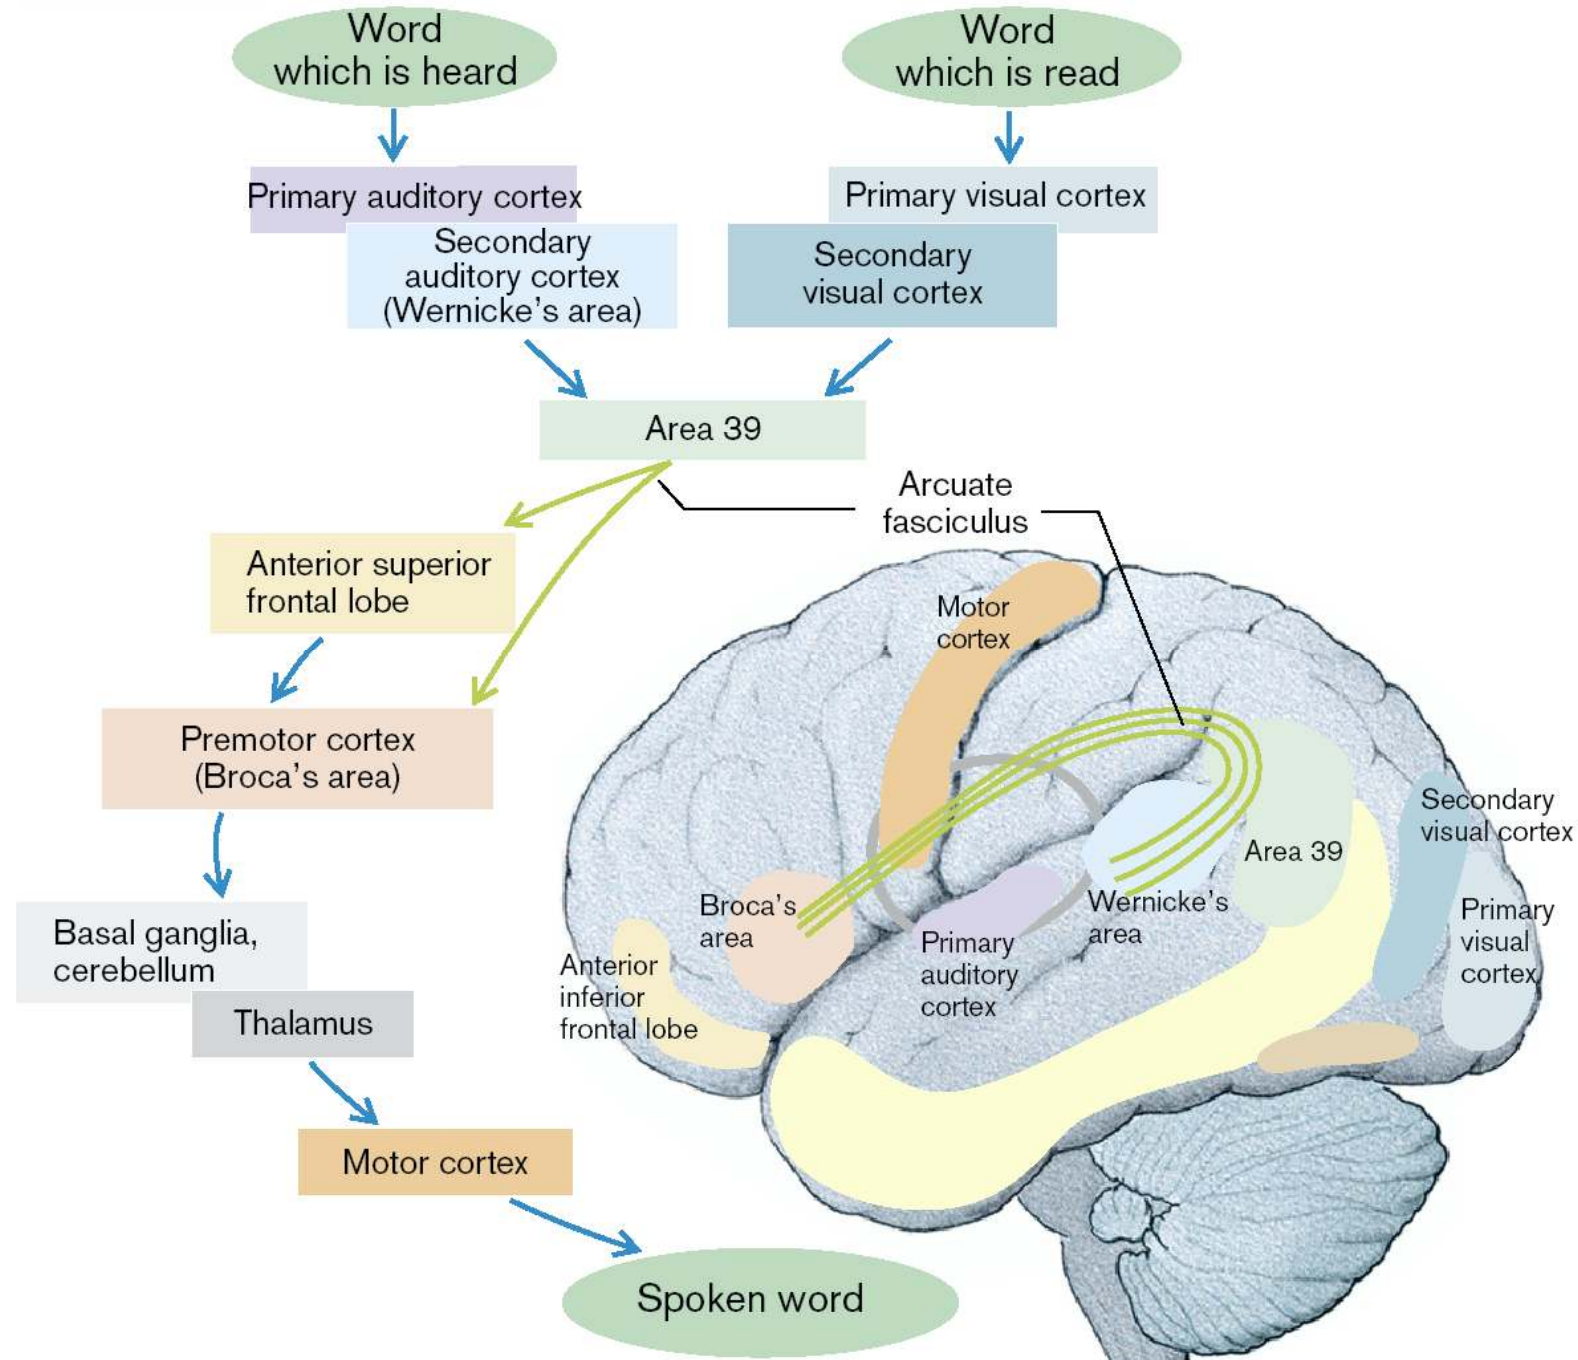 Word
which is heard
Word
which is read
Primary auditory cortex
Primary visual cortex
Secondary
auditory cortex
(Wernicke's area)
Secondary
visual cortex
Area 39
Arcuate
fasciculus
Anterior superior
frontal lobe
Motor
cortex
Premotor cortex
(Broca's area)
Secondary
visual cortex
Area 39
Broca's
area
Wernicke's
area
Primary
visual
cortex
Primary
auditory
cortex
Anterior
inferior
frontal lobe
Basal ganglia,
cerebellum
Thalamus
Motor cortex
Spoken word